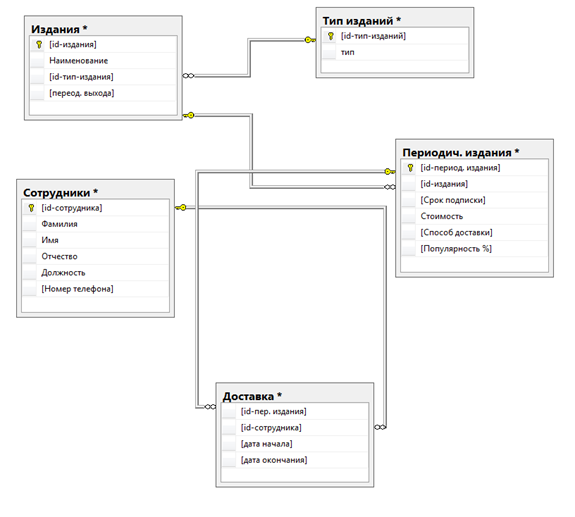 Издания *
[id-издания]
Наименование
[id-тип-издания]
[переод. выхода]
Тип изданий *
[id-тип-изданий]
тип
Периодич. издания *
[id-период. издания]
[id-издания]
[Срок подписки]
Стоимость
[Способ доставки]
[Популярность %]
Сотрудники *
[id-сотрудника]
Фамилия
Имя
Отчество
Должность
[Номер телефона]
Доставка *
[id-пер. издания]
[id-сотрудника]
[дата начала]
[дата окончания]